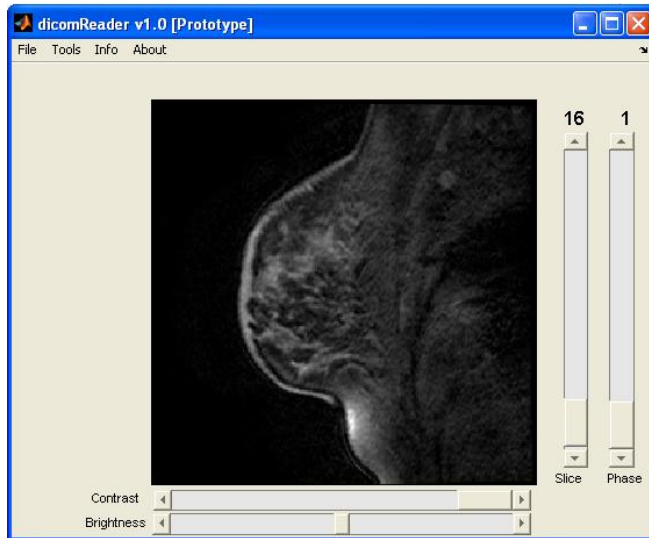 dicomReader v1.0 [Prototype]
File Tools Info About
16 1
Slice Phase
Contrast
Brightness